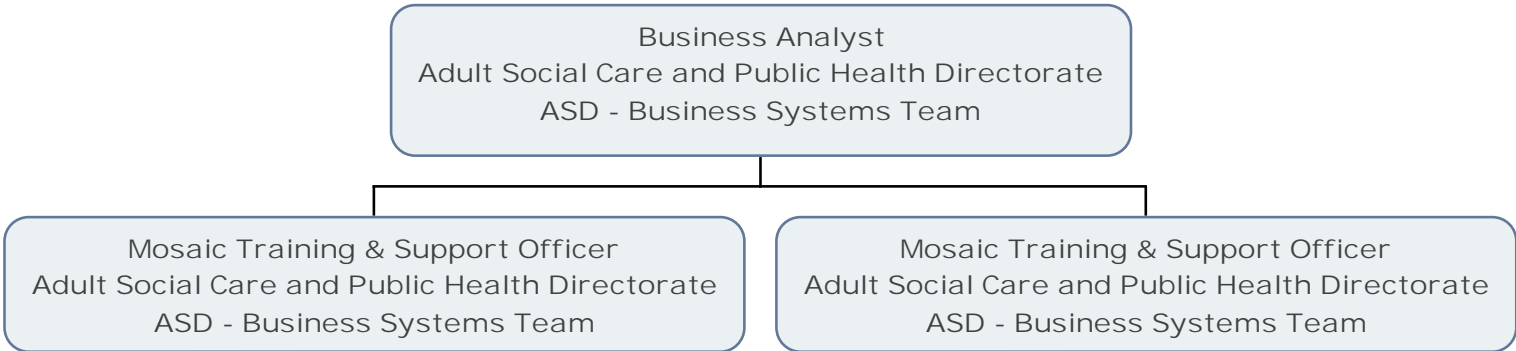 Business Analyst
Adult Social Care and Public Health Directorate
ASD - Business Systems Team
Mosaic Training & Support Officer
Adult Social Care and Public Health Directorate
ASD - Business Systems Team
Mosaic Training & Support Officer
Adult Social Care and Public Health Directorate
ASD - Business Systems Team